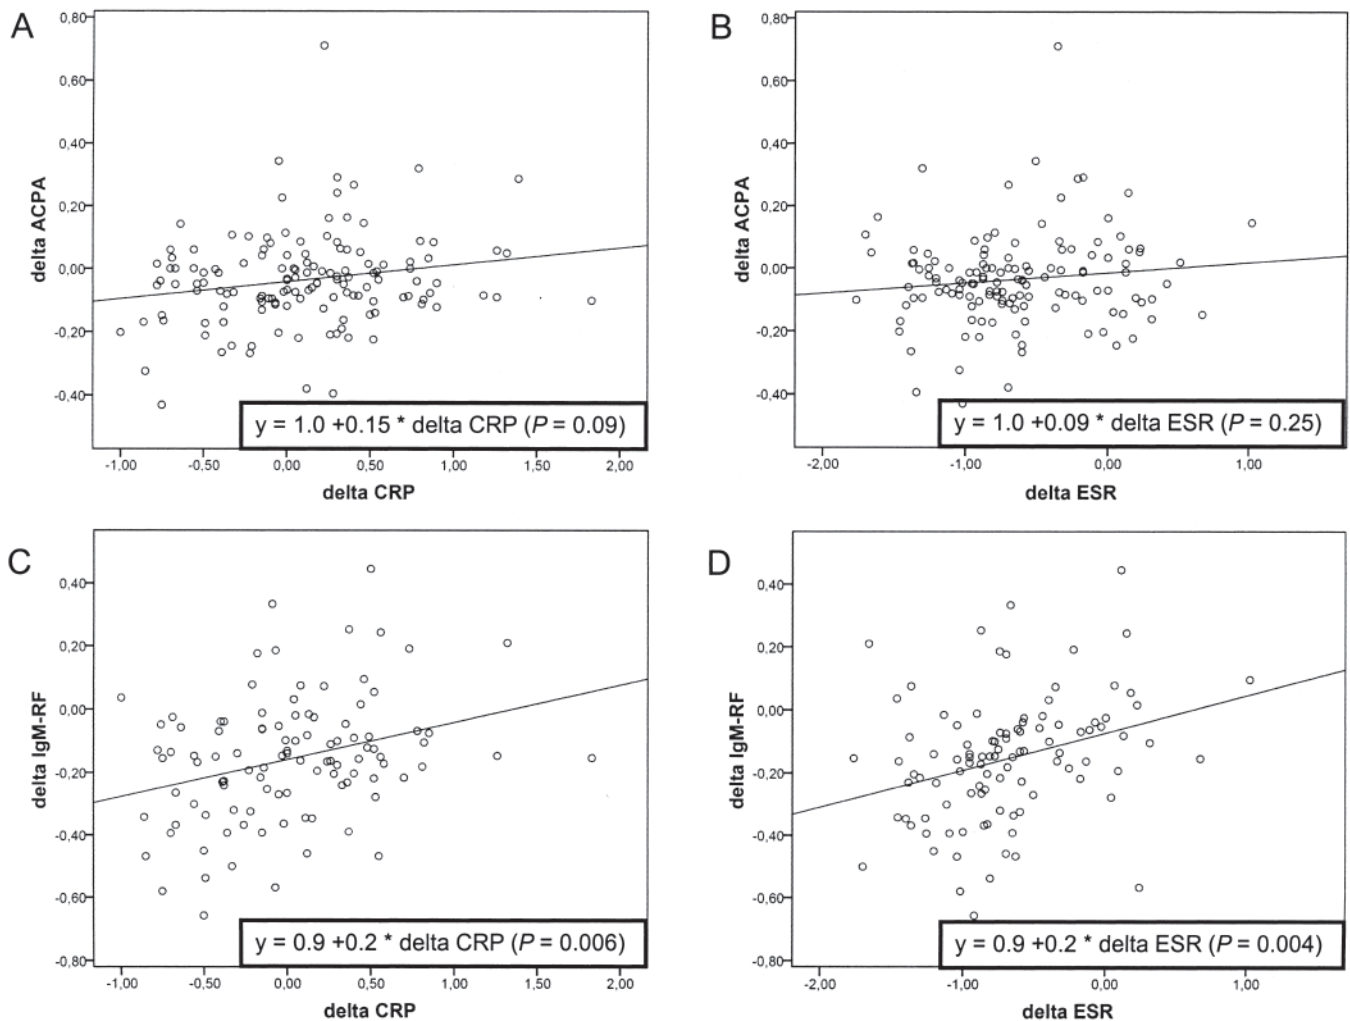 A
0,80
0,60
0,40
0,20
0,00
-0,20
-0,40
delta ACPA
y = 1.0 +0.15 * delta CRP (P = 0.09)
-1,00 -0,50 0,00 0,50 1,00 1,50 2,00
delta CRP
B
0,80
0,60
0,40
0,20
0,00
-0,20
-0,40
delta ACPA
y = 1.0 +0.09 * delta ESR (P = 0.25)
-2,00 -1,00 0,00 1,00
delta ESR
C
0,40
0,20
0,00
-0,20
-0,40
-0,60
-0,80
delta IgM-RF
y = 0.9 +0.2 * delta CRP (P = 0.006)
-1,00 -0,50 0,00 0,50 1,00 1,50 2,00
delta CRP
D
0,40
0,20
0,00
-0,20
-0,40
-0,60
-0,80
delta IgM-RF
y = 0.9 +0.2 * delta ESR (P = 0.004)
-2,00 -1,00 0,00 1,00
delta ESR